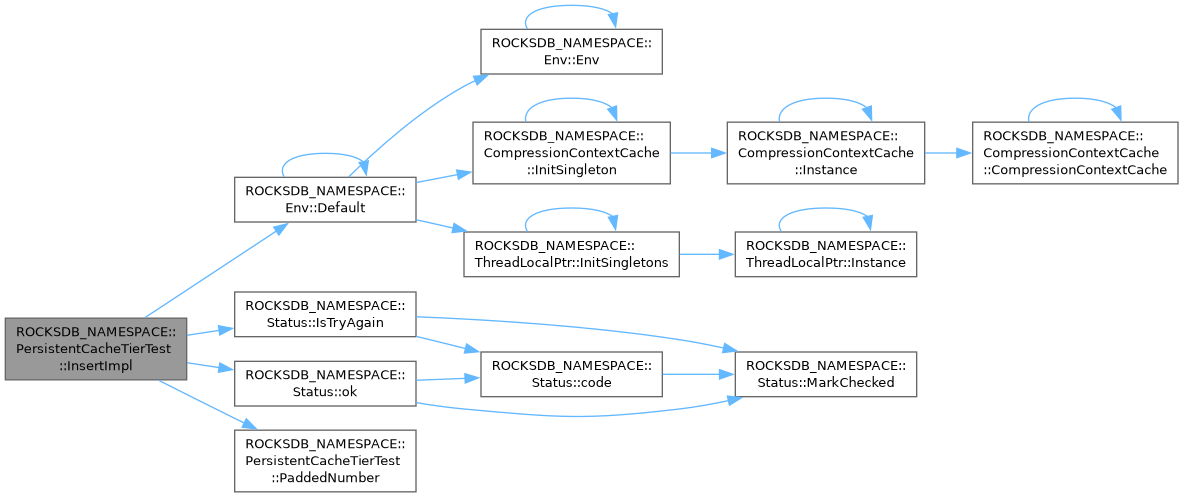 ROCKSDB_NAMESPACE::
Env::Env
ROCKSDB_NAMESPACE::
CompressionContextCache
::InitSingleton
ROCKSDB_NAMESPACE::
CompressionContextCache
::Instance
ROCKSDB_NAMESPACE::
CompressionContextCache
::CompressionContextCache
ROCKSDB_NAMESPACE::
Env::Default
ROCKSDB_NAMESPACE::
ThreadLocalPtr::InitSingletons
ROCKSDB_NAMESPACE::
ThreadLocalPtr::Instance
ROCKSDB_NAMESPACE::
PersistentCacheTierTest
::InsertImpl
ROCKSDB_NAMESPACE::
Status::IsTryAgain
ROCKSDB_NAMESPACE::
Status::ok
ROCKSDB_NAMESPACE::
Status::code
ROCKSDB_NAMESPACE::
Status::MarkChecked
ROCKSDB_NAMESPACE::
PersistentCacheTierTest
::PaddedNumber